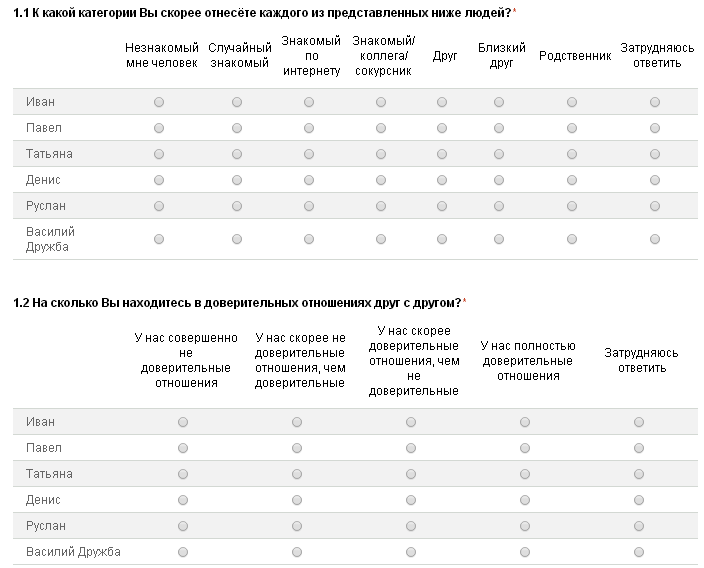 1.1 К какой категории Вы скорее отнесёте каждого из представленных ниже людей?*
Незнакомый мне человек
Случайный знакомый
Знакомый по интернету
Знакомый/ коллега/ сокурсник
Друг
Близкий друг
Родственник
Затрудняюсь ответить
Иван
Павел
Татьяна
Денис
Руслан
Василий
Дружба
1.2 На сколько Вы находитесь в доверительных отношениях друг с другом?*
У нас совершенно не доверительные отношения
У нас скорее не доверительные отношения, чем доверительные
У нас скорее доверительные отношения, чем не доверительные
У нас полностью доверительные отношения
Затрудняюсь ответить
Иван
Павел
Татьяна
Денис
Руслан
Василий Дружба